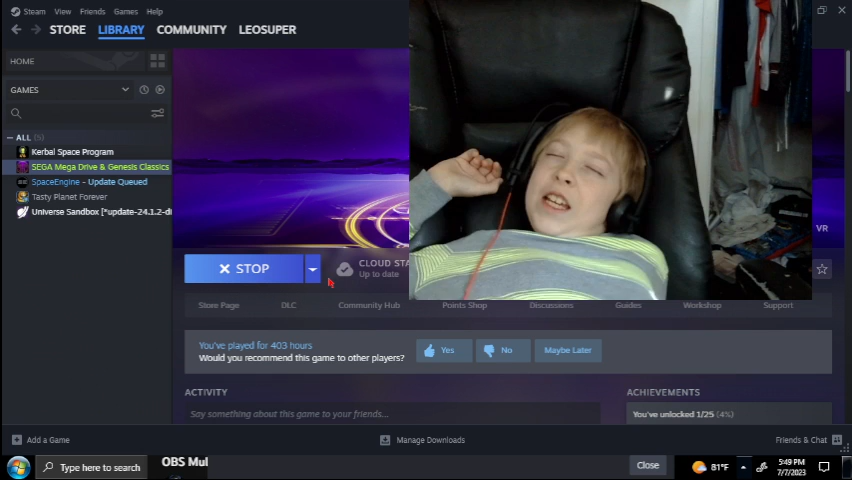 Steam View Friends Games Help
STORE LIBRARY COMMUNITY LEOSUPER
HOME
GAMES
ALL (5)
Kerbal Space Program
SEGA Mega Drive & Genesis Classics
SpaceEngine - Update Queued
Tasty Planet Forever
Universe Sandbox [*update-24.1.2-d
VR
STOP
CLOUD STA
Up to date
Store Page DLC Community Hub Points Shop Discussions Guides Workshop Support
You've played for 403 hours
Would you recommend this game to other players?
Yes
No
Maybe Later
ACTIVITY
ACHIEVEMENTS
Say something about this game to your friends...
You've unlocked 1/25 (4%)
Add a Game
Manage Downloads
Friends & Chat
Type here to search
OBS Mul
Close
81°F
5:49 PM
7/7/2023